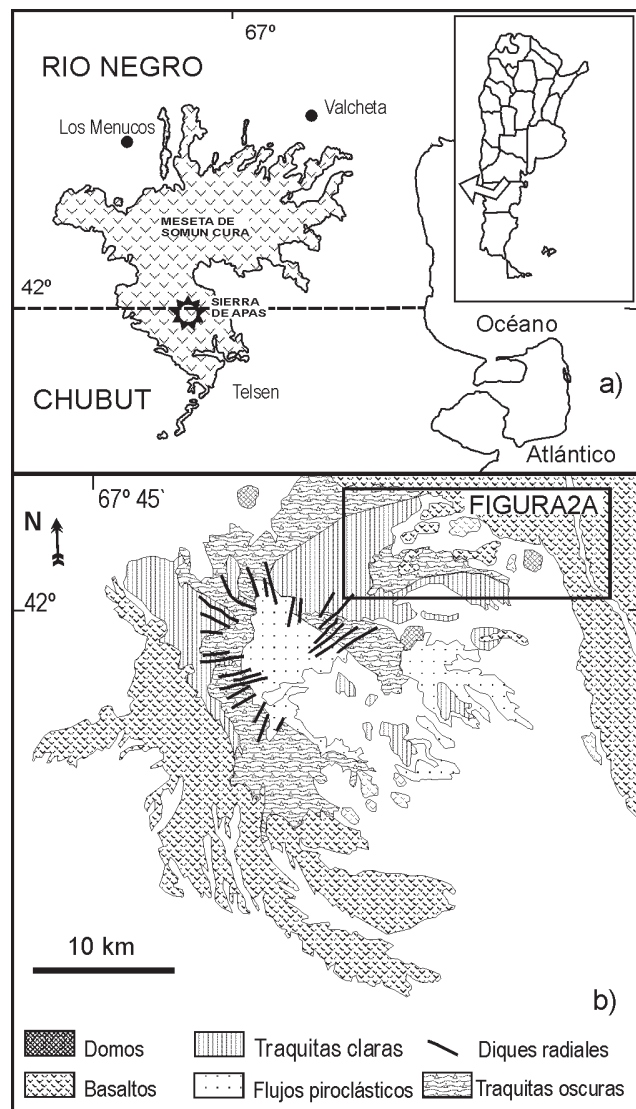 67º
RIO NEGRO
Valcheta
Los Menucos
MESETA DE
SOMUN CURA
42º
SIERRA
DE APAS
Océano
CHUBUT
Telsen
a)
Atlántico
67º 45`
FIGURA2A
N
42º
10 km
b)
Domos
Traquitas claras
Diques radiales
Basaltos
Flujos piroclásticos
Traquitas oscuras